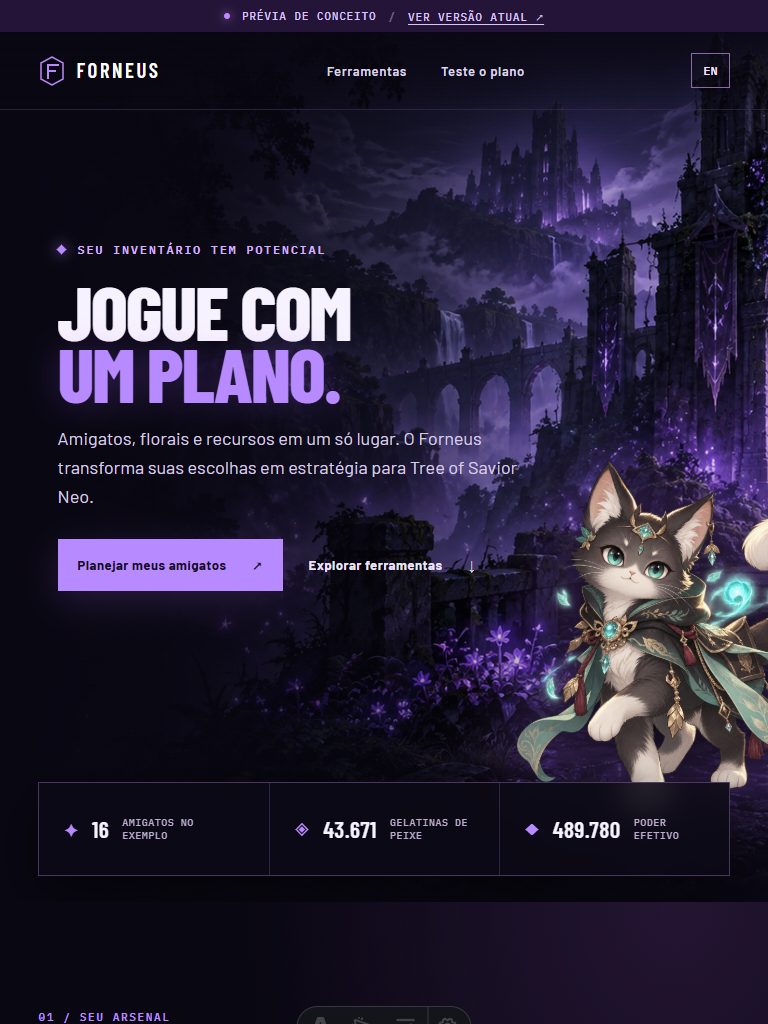 PRÉVIA DE CONCEITO / VER VERSÃO ATUAL ↗
FORNEUS
Ferramentas
Teste o plano
EN
SEU INVENTÁRIO TEM POTENCIAL
JOGUE COM
UM PLANO.
Amigatos, florais e recursos em um só lugar. O Forneus
transforma suas escolhas em estratégia para Tree of Savior
Neo.
Planejar meus amigatos ↗
Explorar ferramentas ↓
16
AMIGATOS NO
EXEMPLO
43.671
GELATINAS DE
PEIXE
489.780
PODER
EFETIVO
01 / SEU ARSENAL